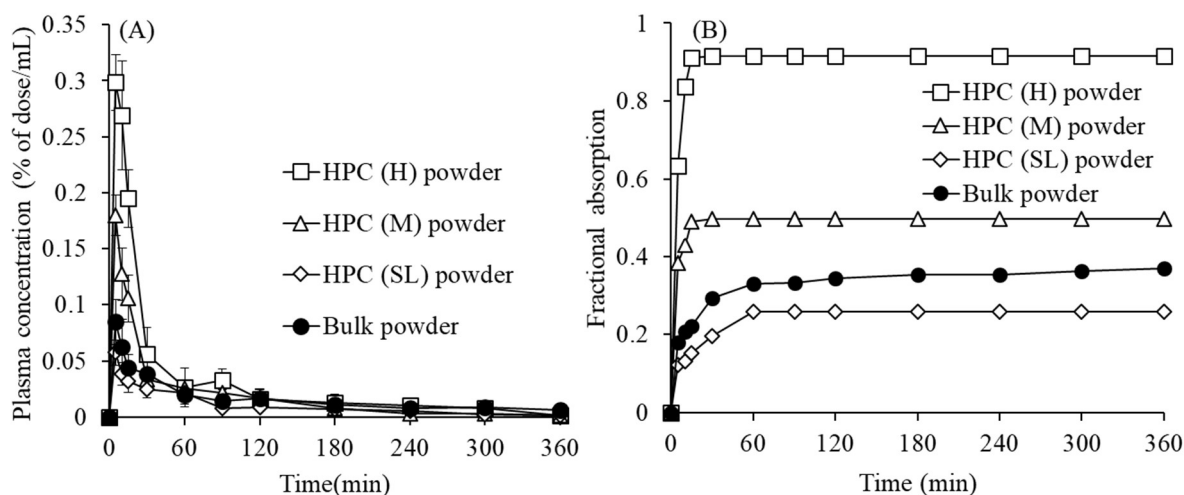 (A)
Plasma concentration (% of dose/mL)
0.35
0.3
0.25
0.2
0.15
0.1
0.05
0
HPC (H) powder
HPC (M) powder
HPC (SL) powder
Bulk powder
0 60 120 180 240 300 360
Time(min)
(B)
Fractional absorption
1
0.8
0.6
0.4
0.2
0
HPC (H) powder
HPC (M) powder
HPC (SL) powder
Bulk powder
0 60 120 180 240 300 360
Time (min)